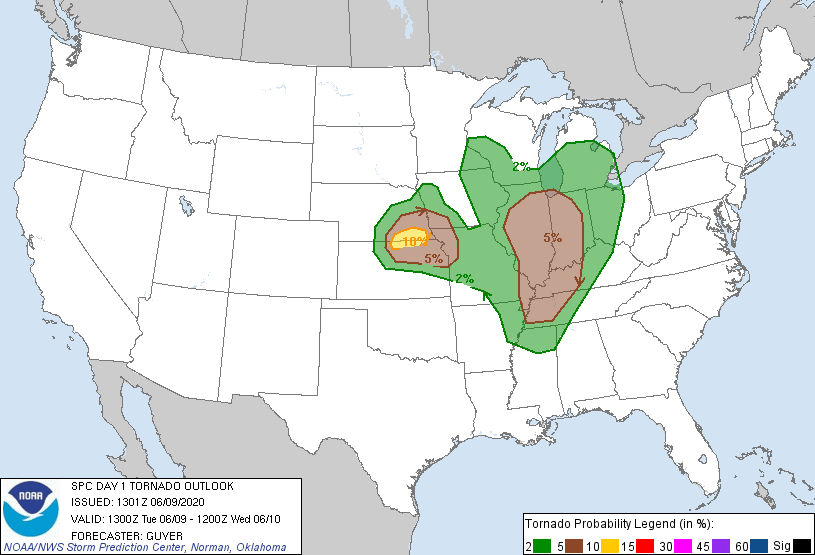 2%
10%
5%
5%
2%
NOAA
SPC DAY 1 TORNADO OUTLOOK
ISSUED: 1301Z 06/09/2020
VALID: 1300Z Tue 06/09 - 1200Z Wed 06/10
FORECASTER: GUYER
NOAA/NWS Storm Prediction Center, Norman, Oklahoma
Tornado Probability Legend (in %):
2 5 10 15 30 45 60 Sig